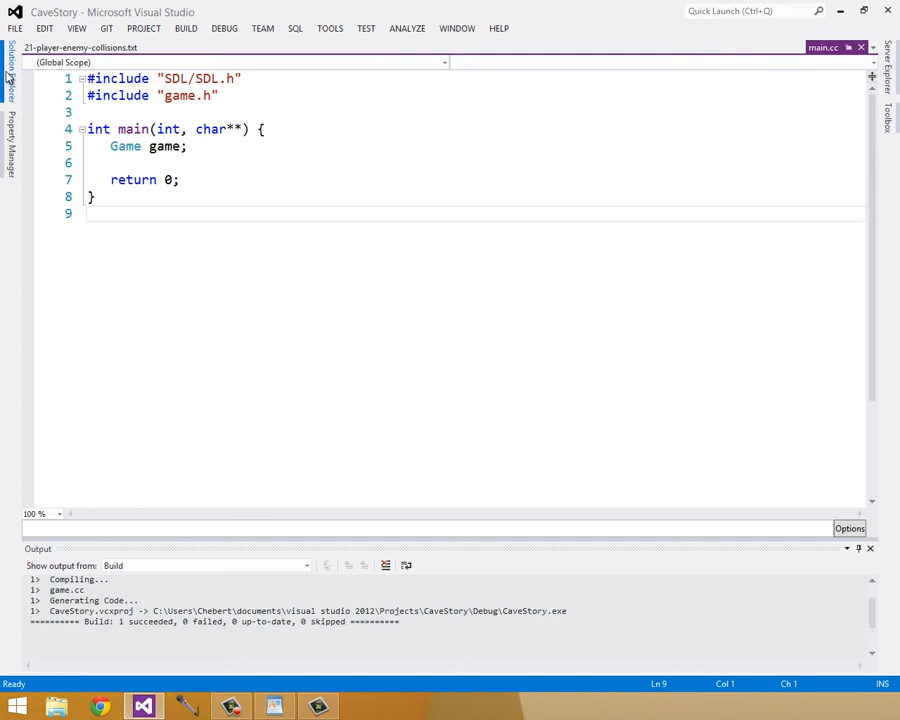 CaveStory - Microsoft Visual Studio
Quick Launch (Ctrl+Q)
FILE EDIT VIEW GIT PROJECT BUILD DEBUG TEAM SQL TOOLS TEST ANALYZE WINDOW HELP
Solution Explorer
Property Manager
Server Explorer
Toolbox
21-player-enemy-collisions.txt
main.cc
(Global Scope)
1 #include "SDL/SDL.h"
2 #include "game.h"
3
4 int main(int, char**) {
5 Game game;
6
7 return 0;
8 }
9
100 %
Options
Output
Show output from: Build
1> Compiling...
1> game.cc
1> Generating Code...
1> CaveStory.vcxproj -> C:\Users\Chebert\documents\visual studio 2012\Projects\CaveStory\Debug\CaveStory.exe
========== Build: 1 succeeded, 0 failed, 0 up-to-date, 0 skipped ==========
Ready Ln 9 Col 1 Ch 1 INS